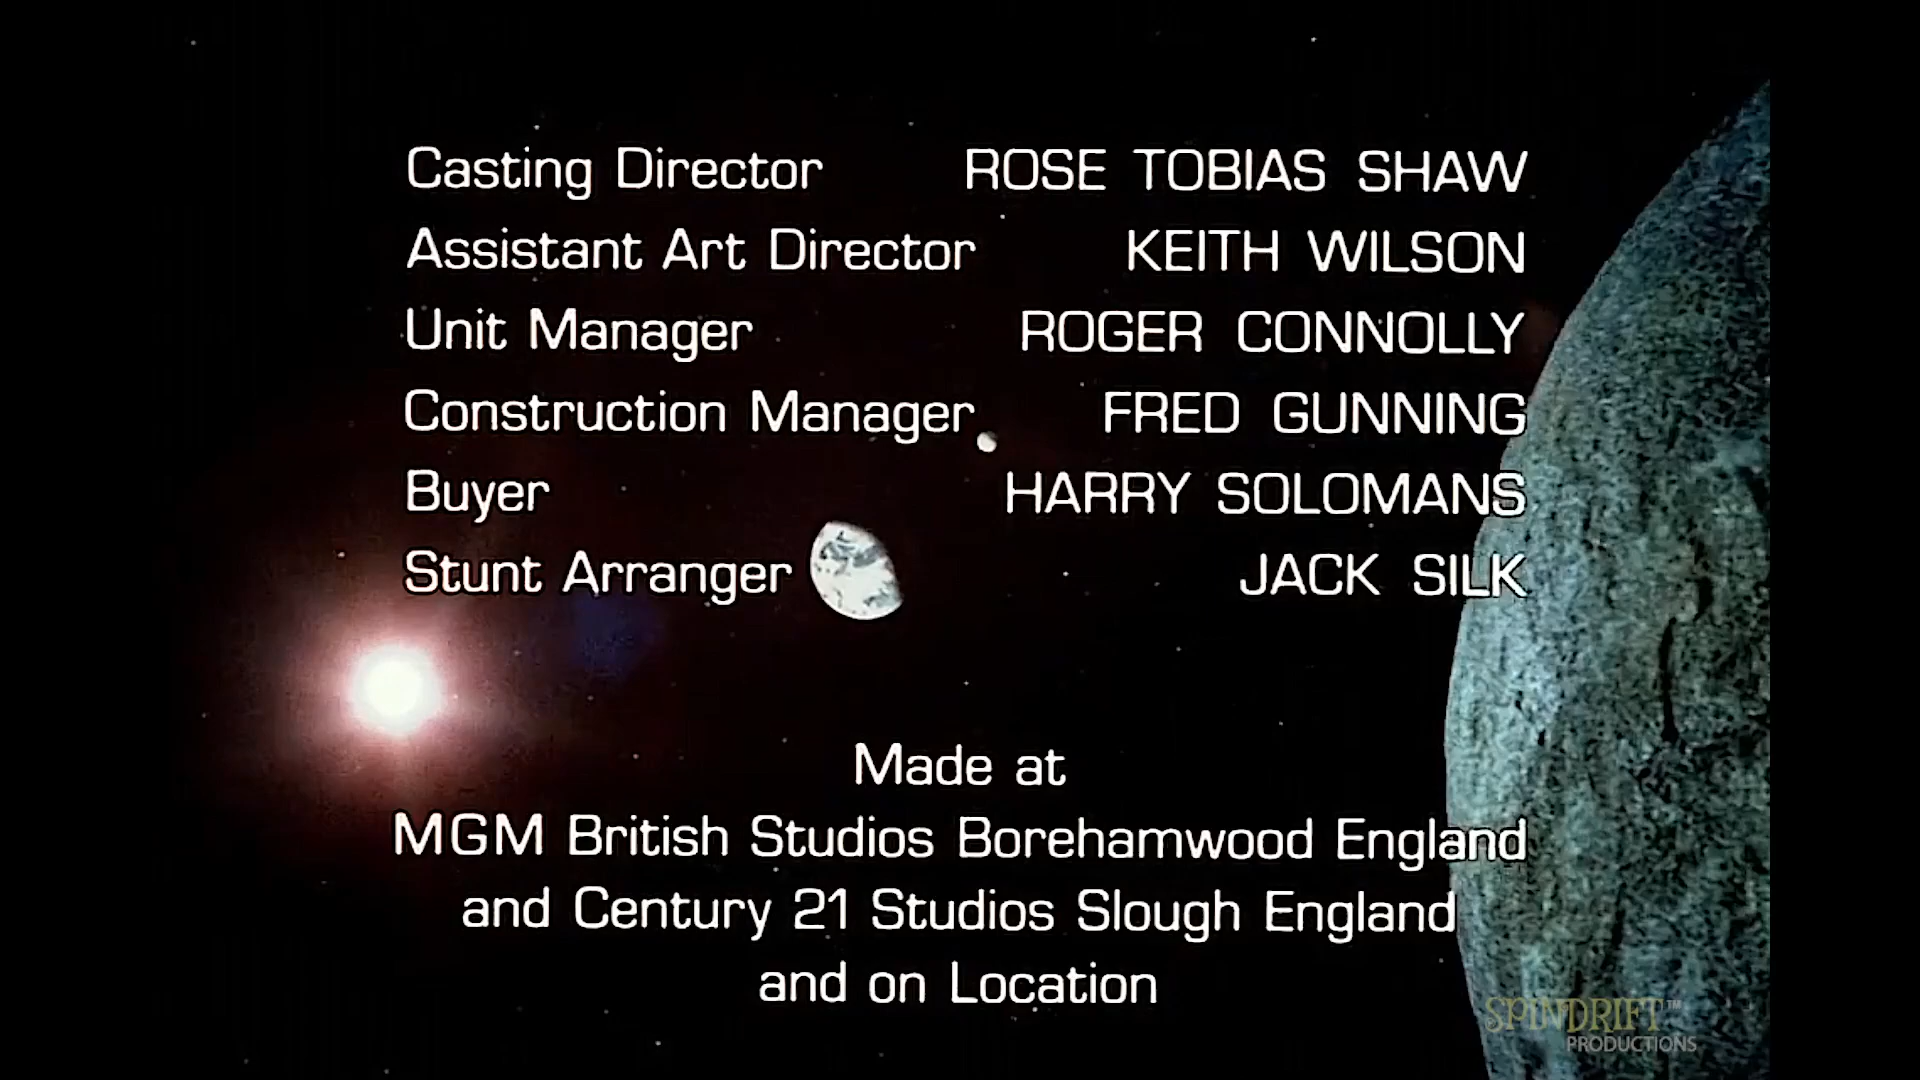 Casting Director ROSE TOBIAS SHAW
Assistant Art Director KEITH WILSON
Unit Manager ROGER CONNOLLY
Construction Manager FRED GUNNING
Buyer HARRY SOLOMANS
Stunt Arranger JACK SILK
Made at
MGM British Studios Borehamwood England
and Century 21 Studios Slough England
and on Location
SPINDRIFT™
PRODUCTIONS